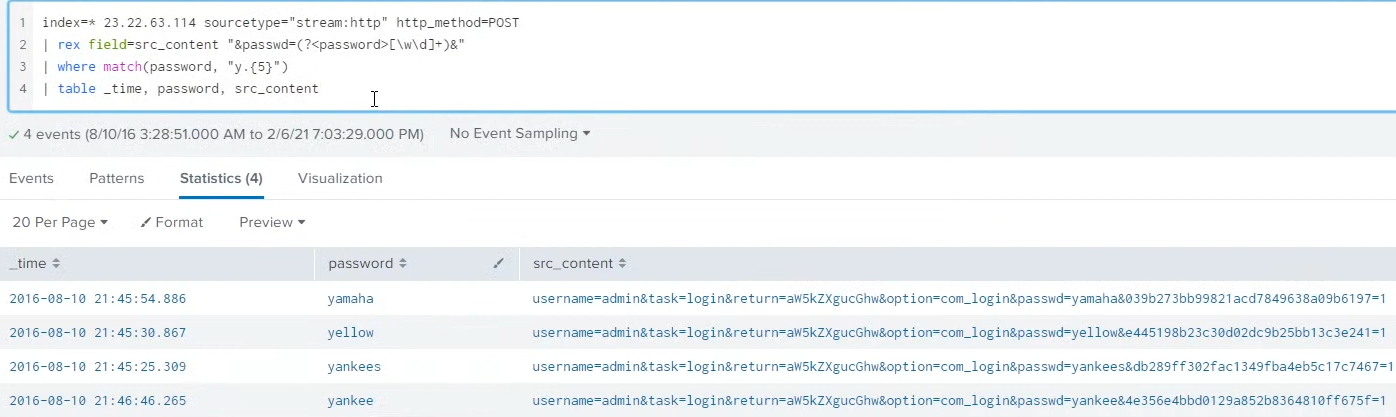 1 index=* 23.22.63.114 sourcetype="stream:http" http_method=POST
2 | rex field=src_content "&passwd=(?<password>[\w\d]+)&"
3 | where match(password, "y.{5}")
4 | table _time, password, src_content
✓ 4 events (8/10/16 3:28:51.000 AM to 2/6/21 7:03:29.000 PM) No Event Sampling
Events Patterns Statistics (4) Visualization
20 Per Page Format Preview
_time password src_content
2016-08-10 21:45:54.886 yamaha username=admin&task=login&return=aW5kZXgucGhw&option=com_login&passwd=yamaha&039b273bb99821acd7849638a09b6197=1
2016-08-10 21:45:30.867 yellow username=admin&task=login&return=aW5kZXgucGhw&option=com_login&passwd=yellow&e445198b23c30d02dc9b25bb13c3e241=1
2016-08-10 21:45:25.309 yankees username=admin&task=login&return=aW5kZXgucGhw&option=com_login&passwd=yankees&db289ff302fac1349fba4eb5c17c7467=1
2016-08-10 21:46:46.265 yankee username=admin&task=login&return=aW5kZXgucGhw&option=com_login&passwd=yankee&4e356e4bbd0129a852b8364810ff675f=1